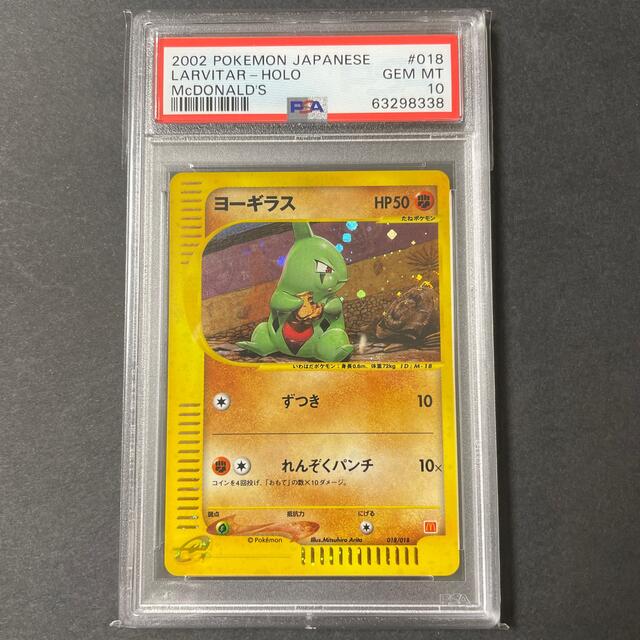 2002 POKEMON JAPANESE #018
LARVITAR-HOLO GEM MT
McDONALD'S 10
PSA 63298338
ヨーギラス HP50
たねポケモン
いわはだポケモン:身長0.6m、体重72kg ID/M-18
ずつき 10
れんぞくパンチ 10×
コインを4回投げ、「おもて」の数×10ダメージ。
弱点 抵抗力 にげる
©Pokémon Illus.Mitsuhiro Arita 018/018
PSA